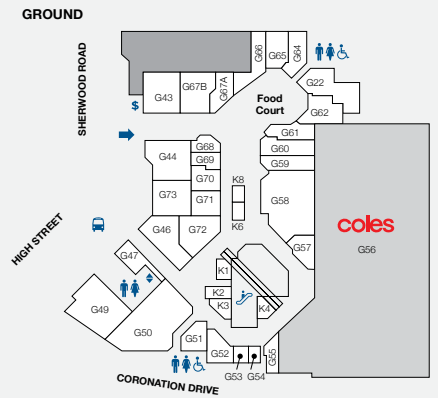 GROUND
SHERWOOD ROAD
G66
G65
G64
G43
G67B
G67A
$
G22
G62
Food
Court
G61
G68
G44
G60
G69
G59
G70
K8
G73
G71
G58
K6
G46
G72
coles
G56
G57
HIGH STREET
G47
K1
K2
K3
K4
G49
G50
G51
G52
G55
G53
G54
CORONATION DRIVE